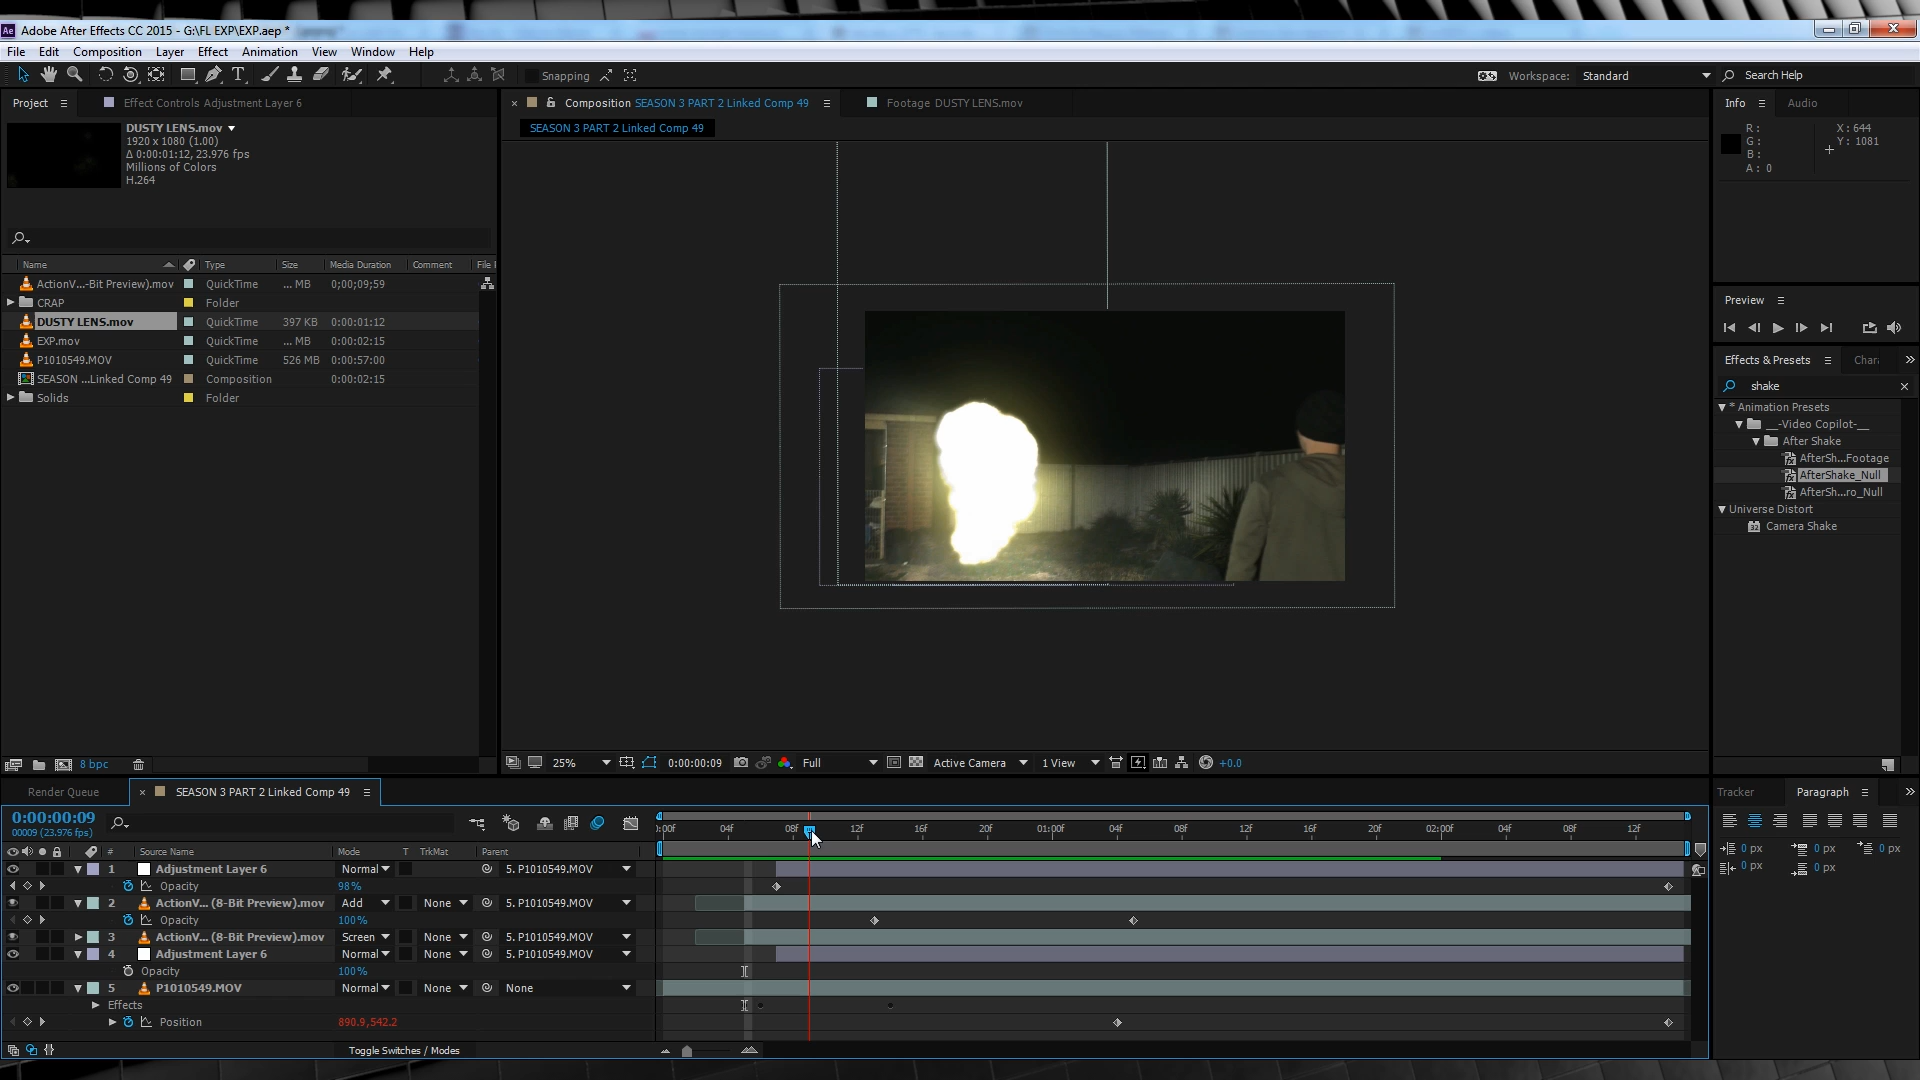 Adobe After Effects CC 2015 - G:\FL EXP\EXP.aep *
File Edit Composition Layer Effect Animation View Window Help
Snapping
Workspace: Standard
Search Help
Project
Effect Controls Adjustment Layer 6
DUSTY LENS.mov
1920 x 1080 (1.00)
Δ 0:00:01:12, 23.976 fps
Millions of Colors
H.264
Name Type Size Media Duration Comment File
ActionV...-Bit Preview).mov QuickTime ... MB 0;00;09;59
CRAP Folder
DUSTY LENS.mov QuickTime 397 KB 0:00:01:12
EXP.mov QuickTime ... MB 0:00:02:15
P1010549.MOV QuickTime 526 MB 0:00:57:00
SEASON ...Linked Comp 49 Composition 0:00:02:15
Solids Folder
8 bpc
Composition SEASON 3 PART 2 Linked Comp 49
Footage DUSTY LENS.mov
SEASON 3 PART 2 Linked Comp 49
25% 0:00:00:09 Full Active Camera 1 View +0.0
Info Audio
R: X: 644
G: Y: 1081
B:
A: 0
Preview
Effects & Presets Chara
shake
* Animation Presets
__-Video Copilot-__
After Shake
AfterSh...Footage
AfterShake_Null
AfterSh...ro_Null
Universe Distort
Camera Shake
Render Queue
SEASON 3 PART 2 Linked Comp 49
0:00:00:09
00009 (23.976 fps)
# Source Name Mode T TrkMat Parent
:00f 04f 08f 12f 16f 20f 01:00f 04f 08f 12f 16f 20f 02:00f 04f 08f 12f
1 Adjustment Layer 6 Normal 5. P1010549.MOV
Opacity 98%
2 ActionV... (8-Bit Preview).mov Add None 5. P1010549.MOV
Opacity 100%
3 ActionV... (8-Bit Preview).mov Screen None 5. P1010549.MOV
4 Adjustment Layer 6 Normal None 5. P1010549.MOV
Opacity 100%
5 P1010549.MOV Normal None None
Effects
Position 890.9,542.2
Toggle Switches / Modes
Tracker Paragraph
0 px 0 px 0 px
0 px 0 px